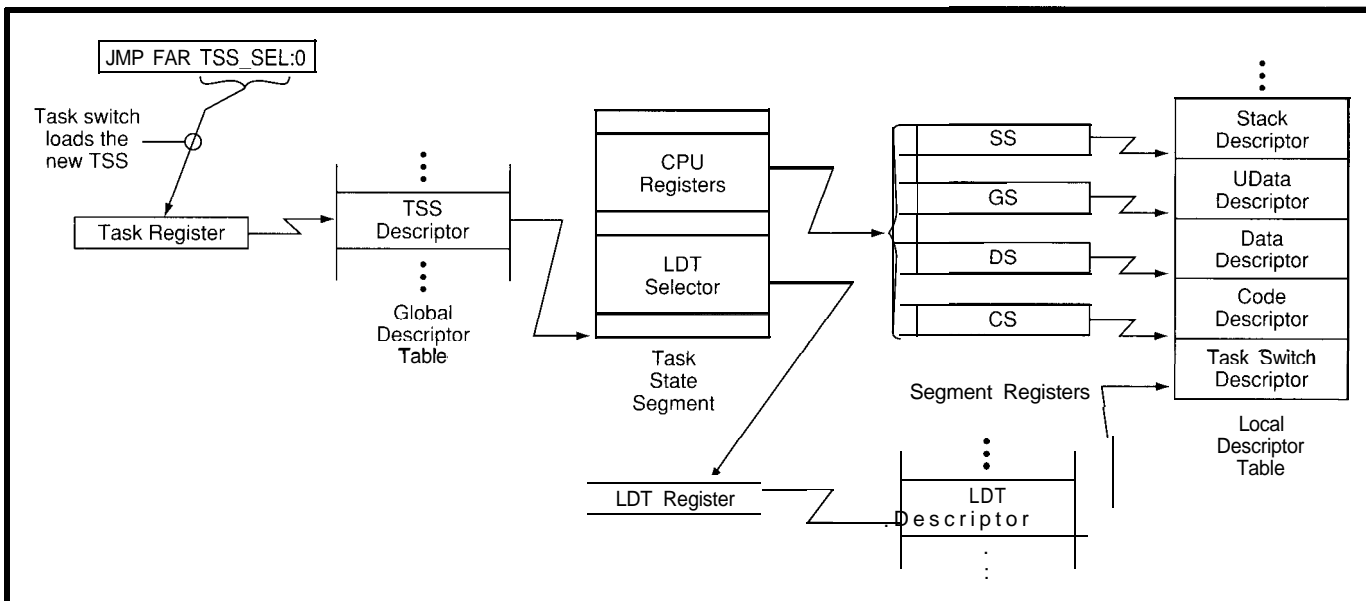 JMP FAR TSS_SEL:0
Task switch
loads the
new TSS
Task Register
TSS
Descriptor
Global
Descriptor
Table
CPU
Registers
LDT
Selector
Task
State
Segment
SS
GS
DS
CS
Segment Registers
Stack
Descriptor
UData
Descriptor
Data
Descriptor
Code
Descriptor
Task Switch
Descriptor
Local
Descriptor
Table
LDT Register
LDT
Descriptor